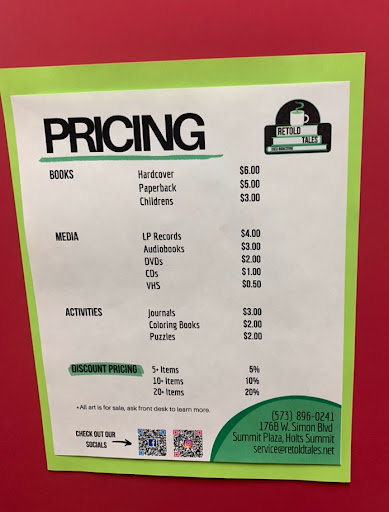 PRICING
RETOLD
TALES
BOOKS Hardcover $6.00
Paperback $5.00
Childrens $3.00
MEDIA LP Records $4.00
Audiobooks $3.00
DVDs $2.00
CDs $1.00
VHS $0.50
ACTIVITIES Journals $3.00
Coloring Books $2.00
Puzzles $2.00
DISCOUNT PRICING 5+ Items 5%
10+ items 10%
20+ Items 20%
*All art is for sale, ask front desk to learn more.
CHECK OUT OUR
SOCIALS
(573) 896-0241
176B W. Simon Blvd
Summit Plaza, Holts Summit
service@retoldtales.net